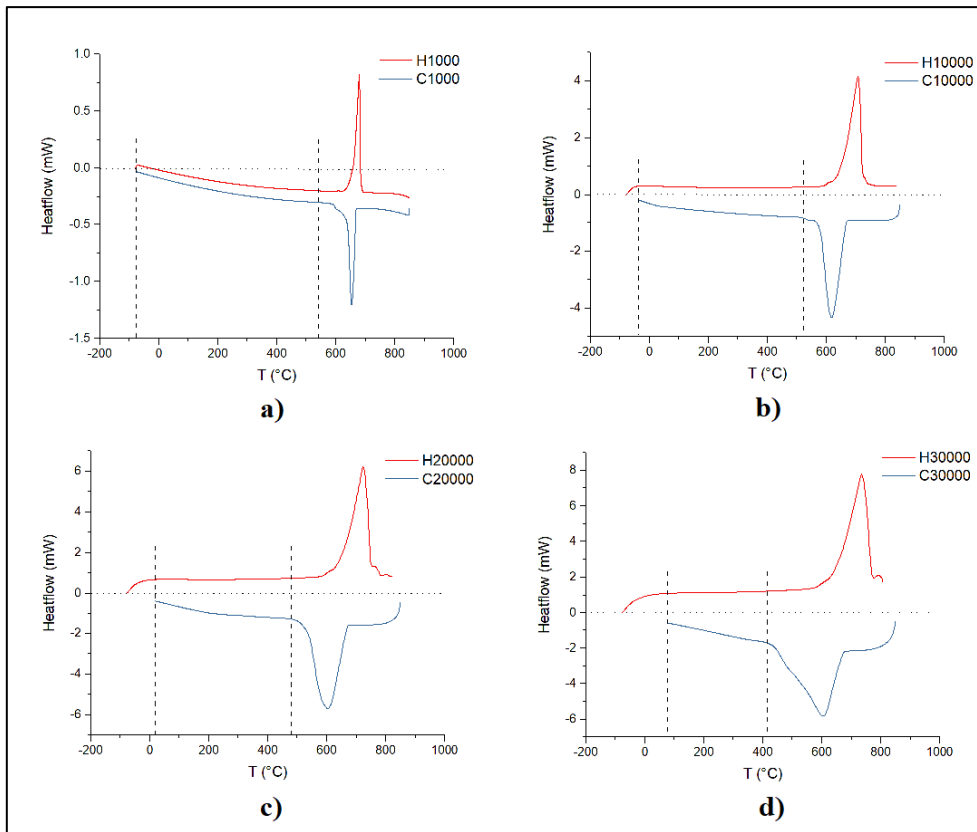 H1000
C1000
1.0
0.5
0.0
-0.5
-1.0
-1.5
Heatflow (mW)
-200 0 200 400 600 800 1000
T (°C)
a)
H10000
C10000
4
2
0
-2
-4
Heatflow (mW)
-200 0 200 400 600 800 1000
T (°C)
b)
H20000
C20000
6
4
2
0
-2
-4
-6
Heatflow (mW)
-200 0 200 400 600 800 1000
T (°C)
c)
H30000
C30000
8
6
4
2
0
-2
-4
-6
Heatflow (mW)
-200 0 200 400 600 800 1000
T (°C)
d)